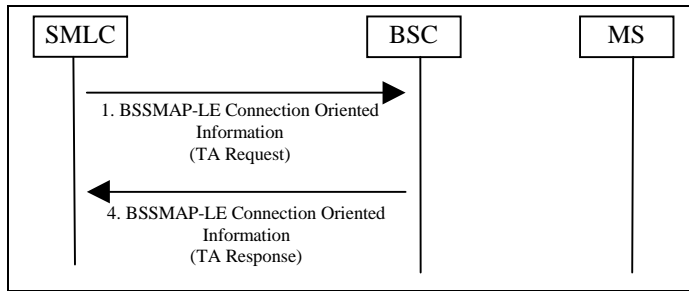 SMLC
BSC
MS
1. BSSMAP-LE Connection Oriented
Information
(TA Request)
4. BSSMAP-LE Connection Oriented
Information
(TA Response)